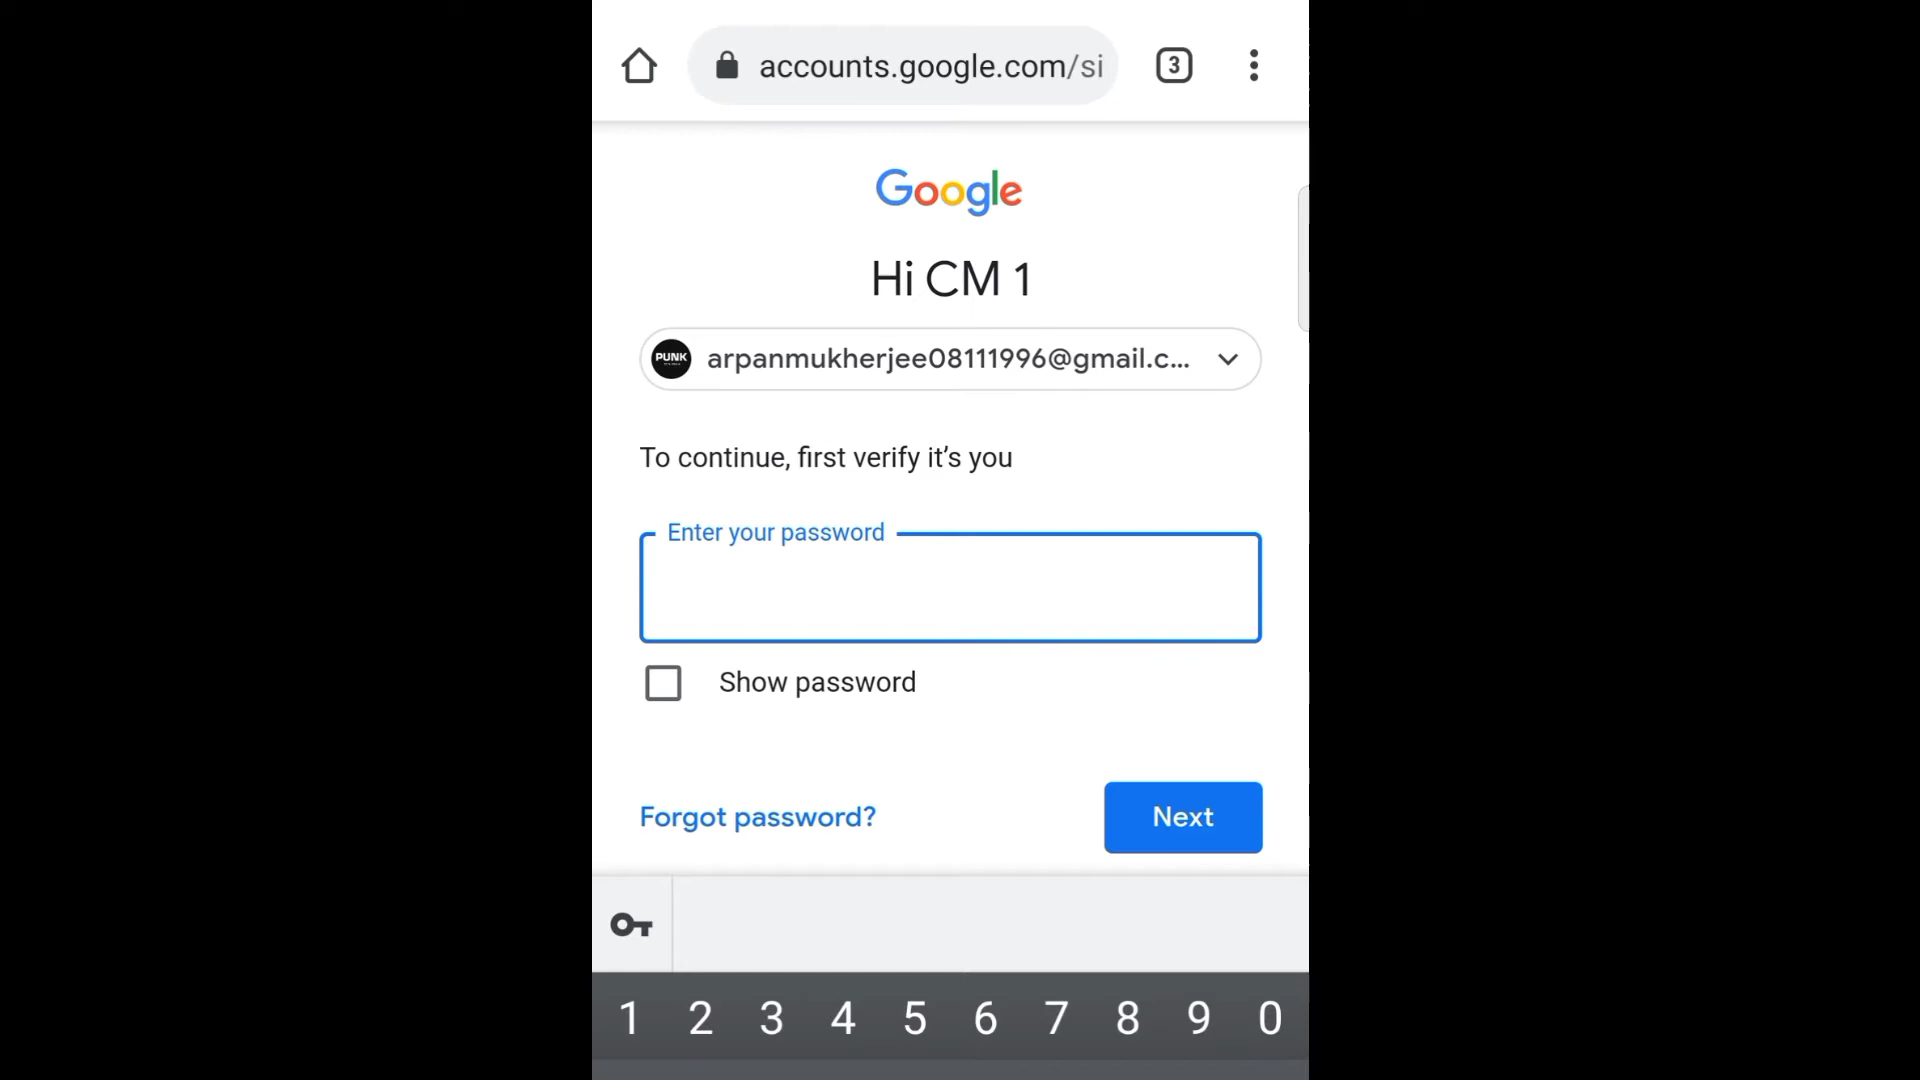 accounts.google.com/si
3
Google
Hi CM 1
PUNK
arpanmukherjee08111996@gmail.c...
To continue, first verify it's you
Enter your password
Show password
Forgot password?
Next
1 2 3 4 5 6 7 8 9 0